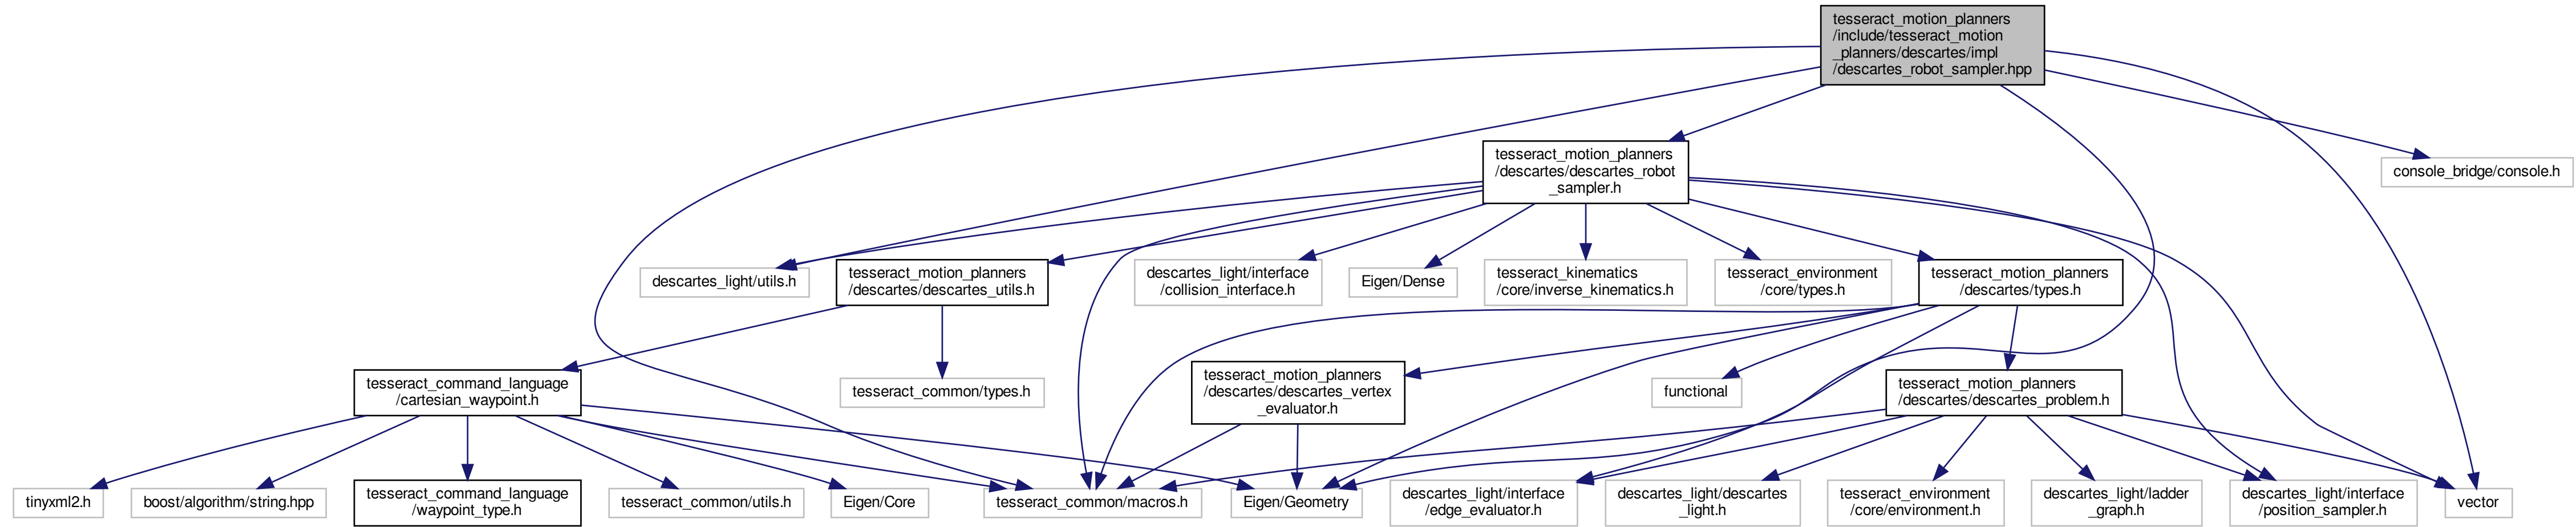 tesseract_motion_planners
/include/tesseract_motion
_planners/descartes/impl
/descartes_robot_sampler.hpp
tesseract_motion_planners
/descartes/descartes_robot
_sampler.h
console_bridge/console.h
descartes_light/utils.h
tesseract_motion_planners
/descartes/descartes_utils.h
descartes_light/interface
/collision_interface.h
Eigen/Dense
tesseract_kinematics
/core/inverse_kinematics.h
tesseract_environment
/core/types.h
tesseract_motion_planners
/descartes/types.h
tesseract_command_language
/cartesian_waypoint.h
tesseract_common/types.h
tesseract_motion_planners
/descartes/descartes_vertex
_evaluator.h
functional
tesseract_motion_planners
/descartes/descartes_problem.h
tinyxml2.h
boost/algorithm/string.hpp
tesseract_command_language
/waypoint_type.h
tesseract_common/utils.h
Eigen/Core
tesseract_common/macros.h
Eigen/Geometry
descartes_light/interface
/edge_evaluator.h
descartes_light/descartes
_light.h
tesseract_environment
/core/environment.h
descartes_light/ladder
_graph.h
descartes_light/interface
/position_sampler.h
vector